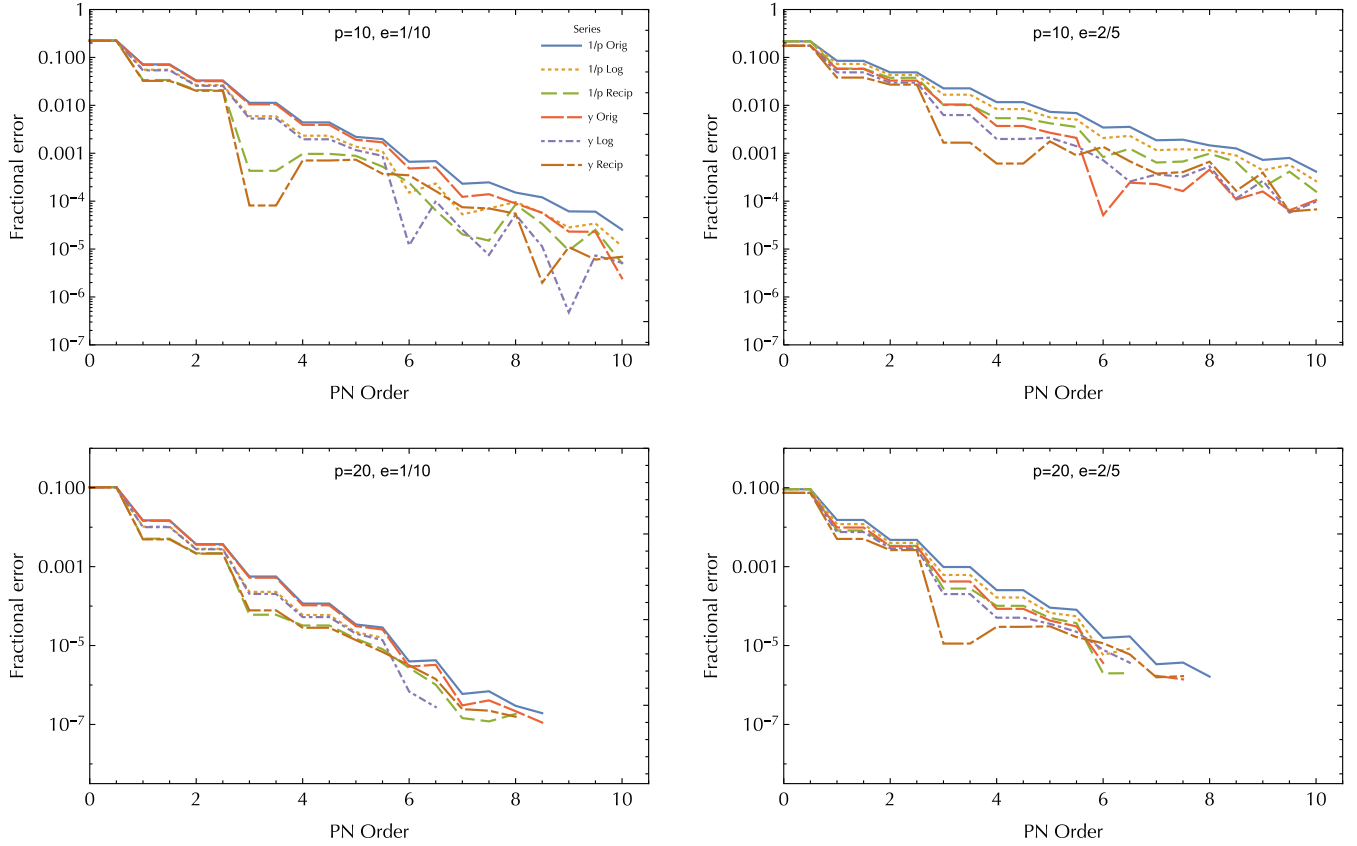 p=10, e=1/10
Series
1/p Orig
1/p Log
1/p Recip
y Orig
y Log
y Recip
1
0.100
0.010
0.001
10^-4
10^-5
10^-6
10^-7
0 2 4 6 8 10
Fractional error
PN Order
p=10, e=2/5
1
0.100
0.010
0.001
10^-4
10^-5
10^-6
10^-7
0 2 4 6 8 10
Fractional error
PN Order
p=20, e=1/10
0.100
0.001
10^-5
10^-7
0 2 4 6 8 10
Fractional error
PN Order
p=20, e=2/5
0.100
0.001
10^-5
10^-7
0 2 4 6 8 10
Fractional error
PN Order